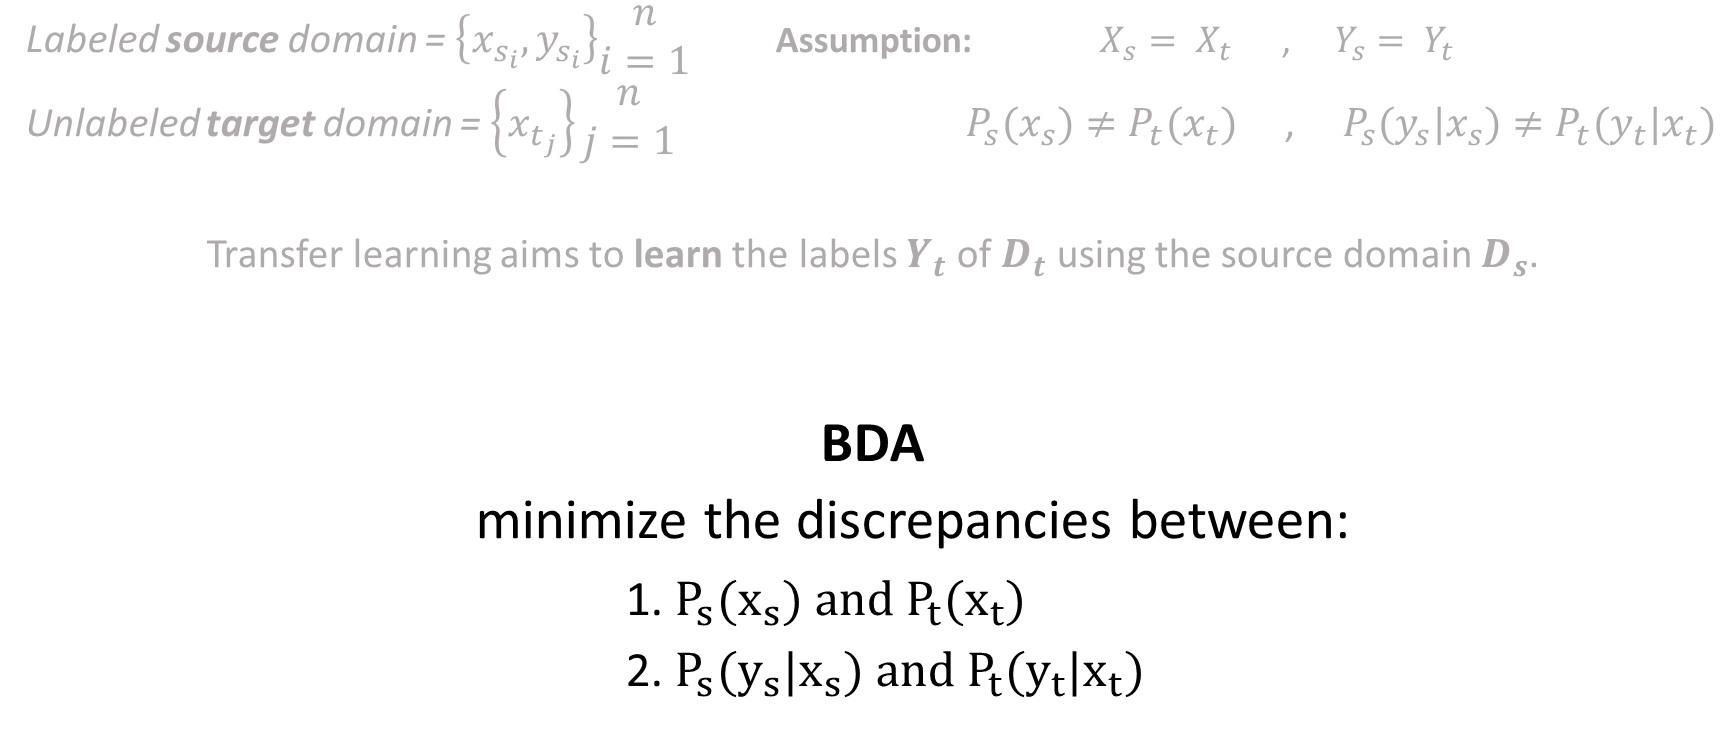 Labeled source domain = {x_{s_i}, y_{s_i}}_{i = 1}^{n} Assumption: X_s = X_t , Y_s = Y_t
Unlabeled target domain = {x_{t_j}}_{j = 1}^{n} P_s(x_s) ≠ P_t(x_t) , P_s(y_s|x_s) ≠ P_t(y_t|x_t)
Transfer learning aims to learn the labels Y_t of D_t using the source domain D_s.
BDA
minimize the discrepancies between:
1. P_s(x_s) and P_t(x_t)
2. P_s(y_s|x_s) and P_t(y_t|x_t)